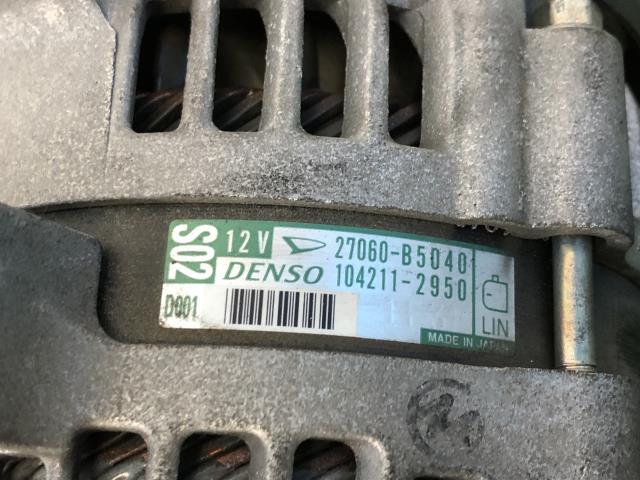 S02
12V 27060-B5040
DENSO 104211-2950
D001
LIN
MADE IN JAPAN